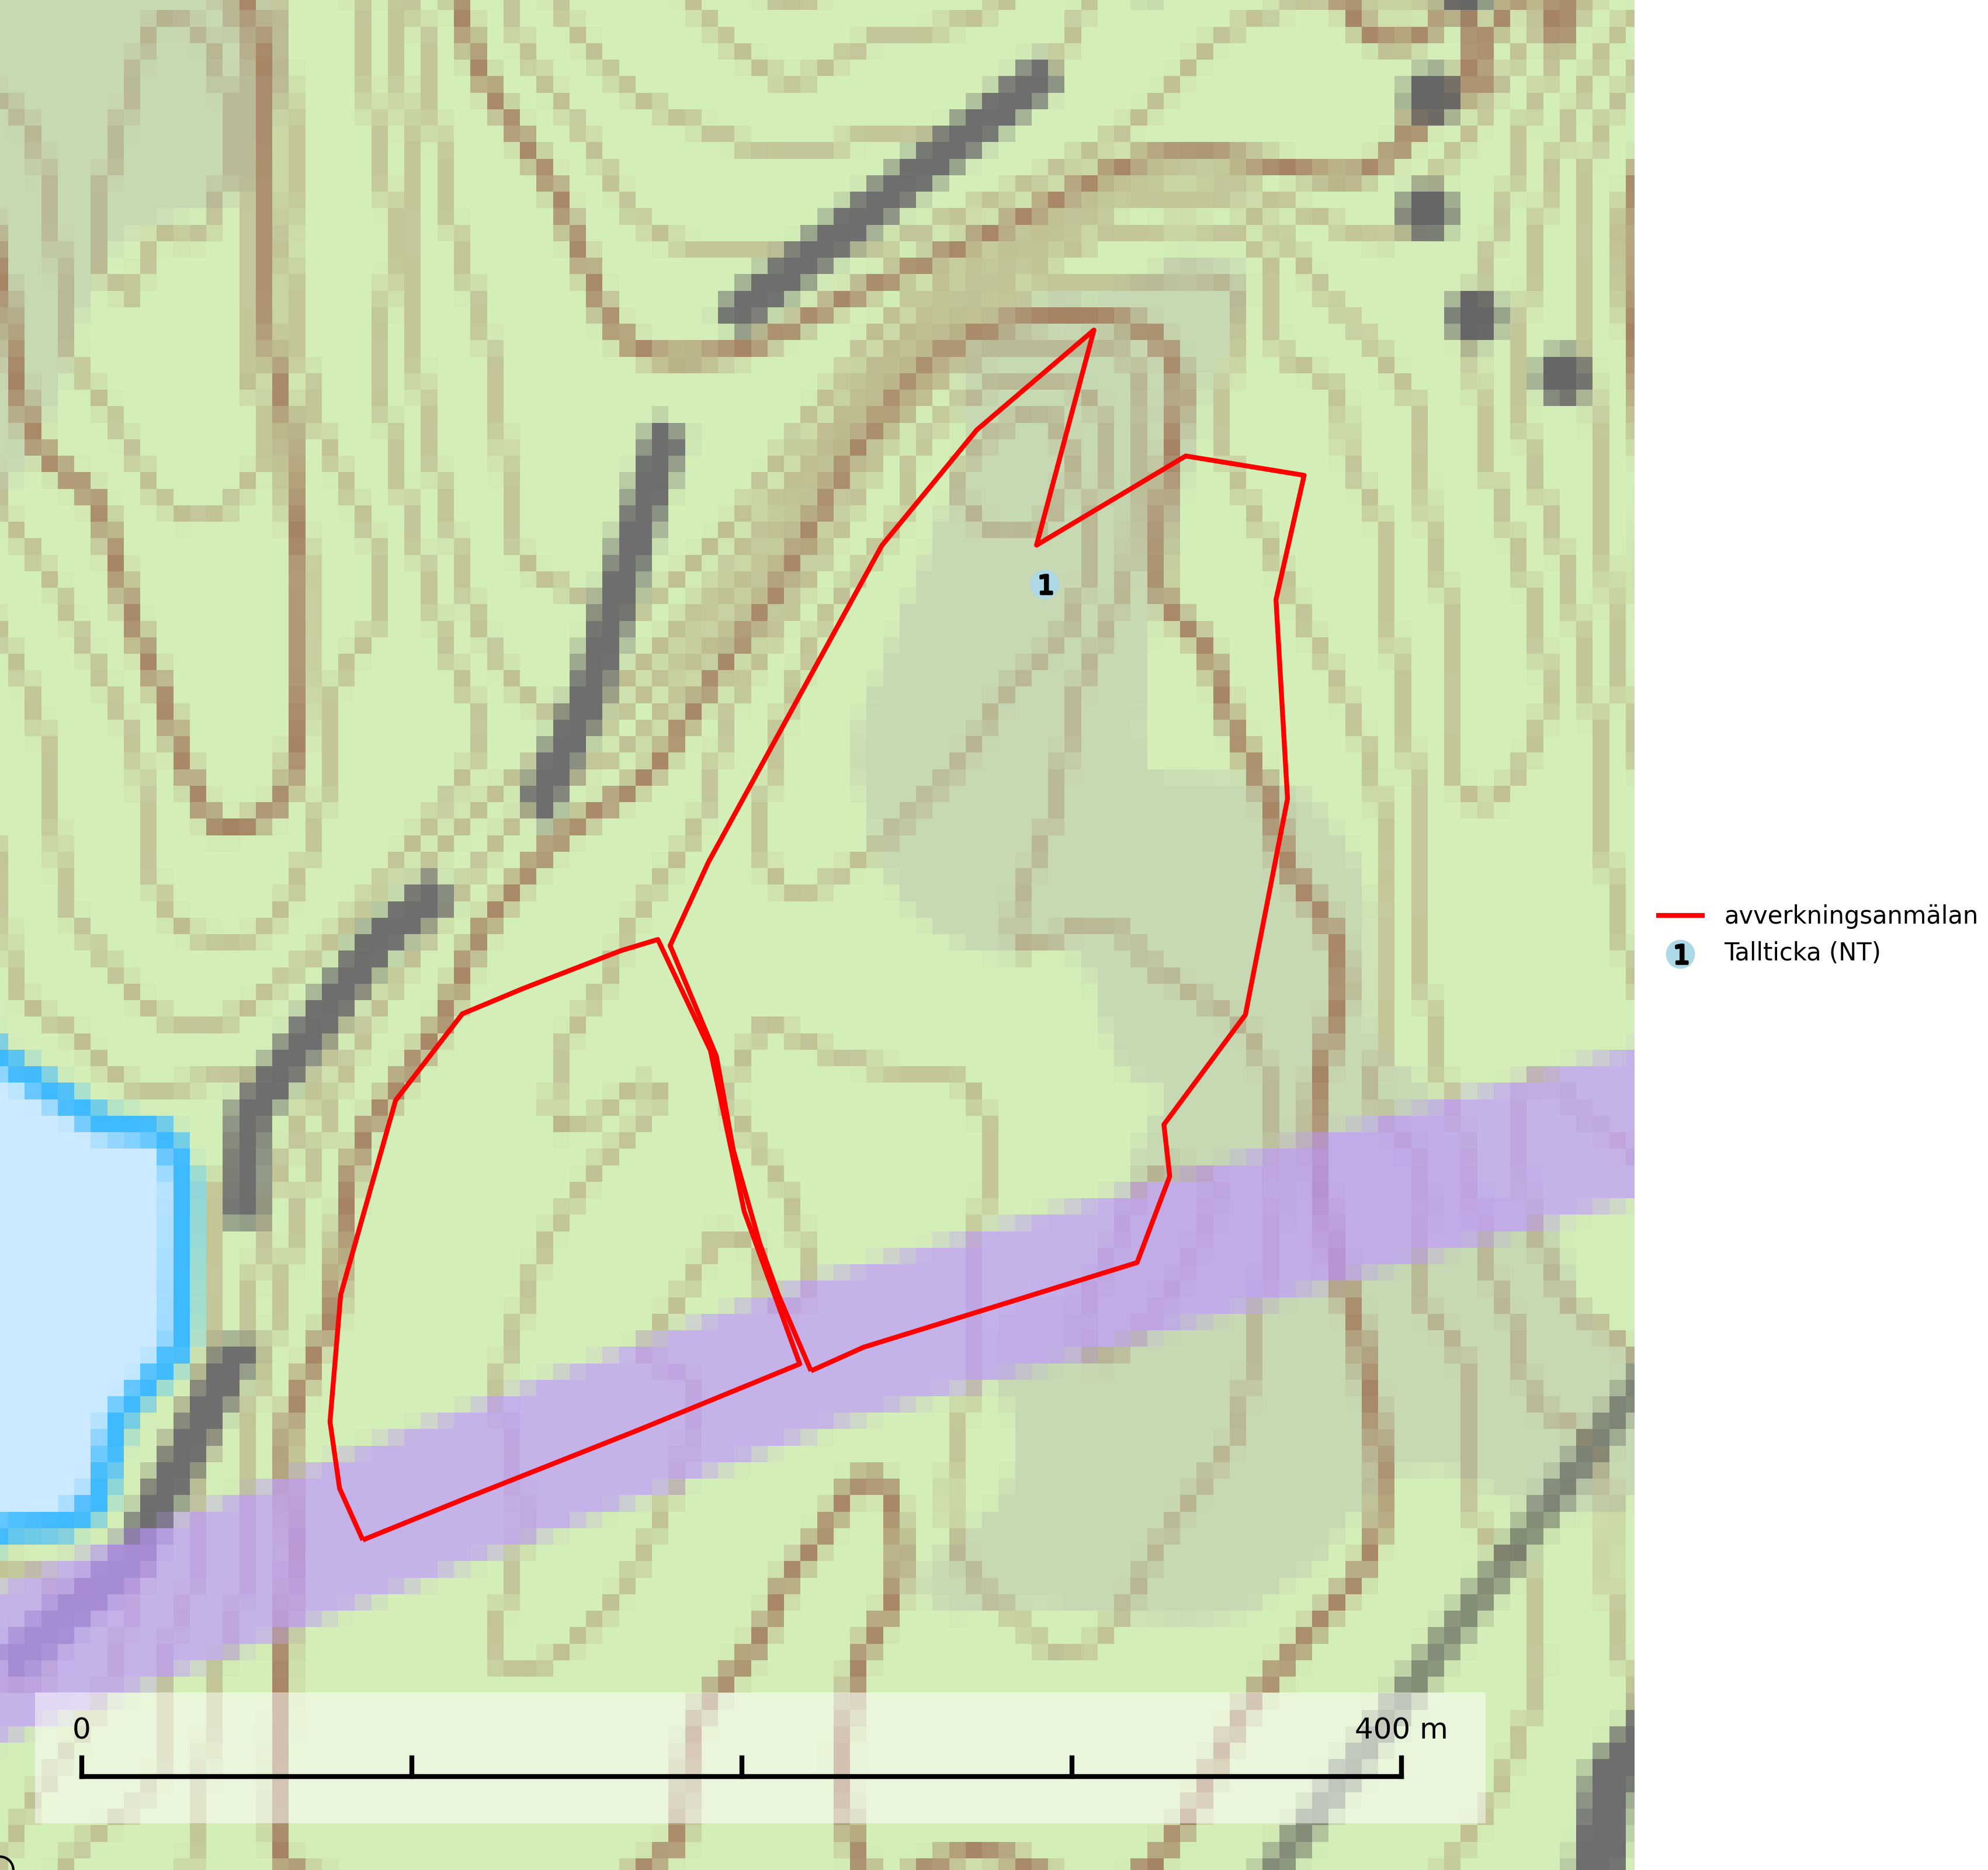 1
avverkningsanmälan
1 Tallticka (NT)
0 400 m